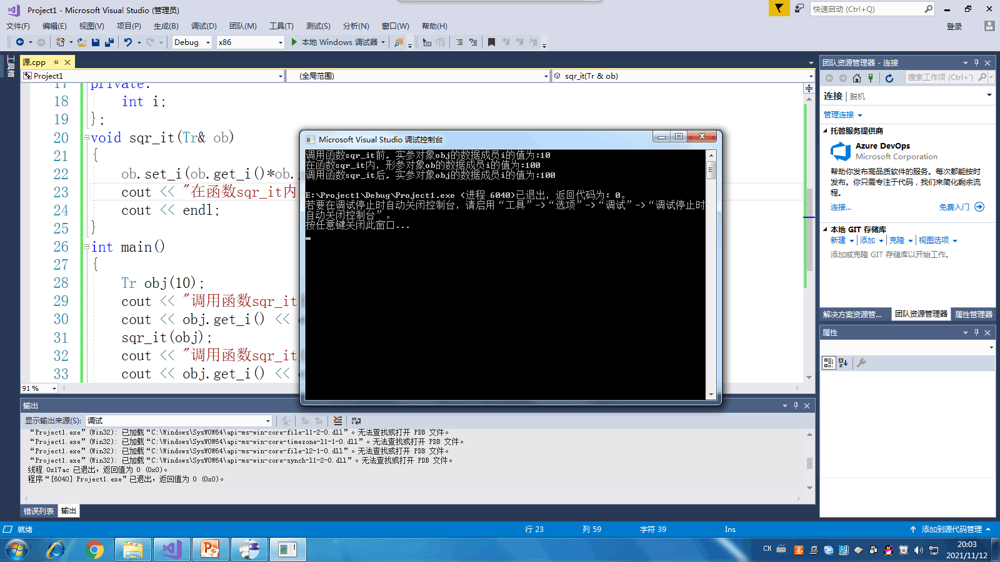 Project1 - Microsoft Visual Studio (管理员)
快速启动 (Ctrl+Q)
文件(F) 编辑(E) 视图(V) 项目(P) 生成(B) 调试(D) 团队(M) 工具(T) 测试(S) 分析(N) 窗口(W) 帮助(H)
登录
Debug x86 本地 Windows 调试器
工具箱
源.cpp
Project1 (全局范围) sqr_it(Tr & ob)
17 private:
18 int i;
19 };
20 void sqr_it(Tr& ob)
21 {
22 ob.set_i(ob.get_i()*ob.
23 cout << "在函数sqr_it内
24 cout << endl;
25 }
26 int main()
27 {
28 Tr obj(10);
29 cout << "调用函数sqr_it
30 cout << obj.get_i() <<
31 sqr_it(obj);
32 cout << "调用函数sqr_it
33 cout << obj.get_i() <<
91 %
Microsoft Visual Studio 调试控制台
调用函数sqr_it前，实参对象obj的数据成员i的值为:10
在函数sqr_it内，形参对象ob的数据成员i的值为:100
调用函数sqr_it后，实参对象obj的数据成员i的值为:100
E:\Project1\Debug\Project1.exe (进程 6040)已退出，返回代码为: 0。
若要在调试停止时自动关闭控制台，请启用“工具”->“选项”->“调试”->“调试停止时
自动关闭控制台”。
按任意键关闭此窗口...
输出
显示输出来源(S): 调试
“Project1.exe”(Win32): 已加载“C:\Windows\SysWOW64\api-ms-win-core-file-l1-2-0.dll”。无法查找或打开 PDB 文件。
“Project1.exe”(Win32): 已加载“C:\Windows\SysWOW64\api-ms-win-core-timezone-l1-1-0.dll”。无法查找或打开 PDB 文件。
“Project1.exe”(Win32): 已加载“C:\Windows\SysWOW64\api-ms-win-core-file-l2-1-0.dll”。无法查找或打开 PDB 文件。
“Project1.exe”(Win32): 已加载“C:\Windows\SysWOW64\api-ms-win-core-synch-l1-2-0.dll”。无法查找或打开 PDB 文件。
线程 0x17ac 已退出，返回值为 0 (0x0)。
程序“[6040] Project1.exe”已退出，返回值为 0 (0x0)。
错误列表 输出
团队资源管理器 - 连接
搜索工作项 (Ctrl+')
连接 | 脱机
管理连接
托管服务提供商
Azure DevOps
Microsoft Corporation
帮助你发布高品质软件的服务。每次都能按时
发布。你只需专注于代码，我们来简化剩余流
程。
连接... 免费入门
本地 GIT 存储库
新建 | 添加 | 克隆 | 视图选项
添加或克隆 GIT 存储库以开始工作。
解决方案资源管... 团队资源管理器 属性管理器
属性
就绪 行 23 列 59 字符 39 Ins 添加到源代码管理
CH
20:03
2021/11/12